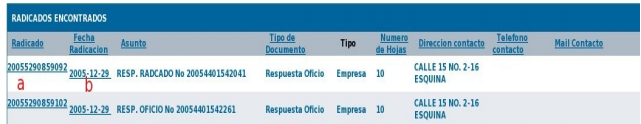 RADICADOS ENCONTRADOS
Radicado Fecha Radicacion Asunto Tipo de Documento Tipo Numero de Hojas Direccion contacto Telefono contacto Mail Contacto
20055290859092 2005-12-29 RESP. RADCADO No 20054401542041 Respuesta Oficio Empresa 10 CALLE 15 NO. 2-16 ESQUINA
a b
20055290859102 2005-12-29 RESP. OFICIO No 20054401542261 Respuesta Oficio Empresa 10 CALLE 15 NO. 2-16 ESQUINA